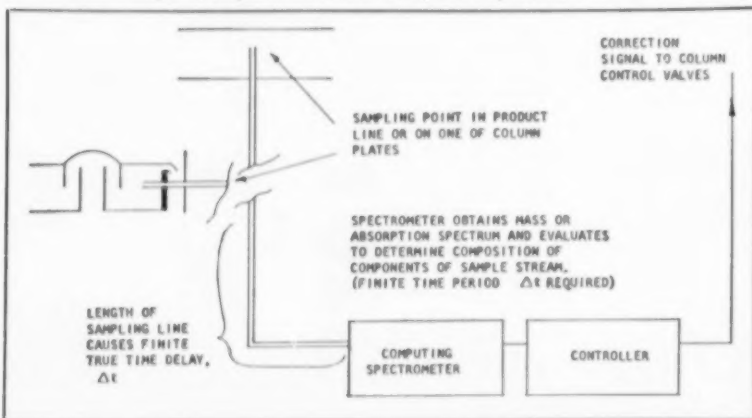 CORRECTION
SIGNAL TO COLUMN
CONTROL VALVES
SAMPLING POINT IN PRODUCT
LINE OR ON ONE OF COLUMN
PLATES
SPECTROMETER OBTAINS MASS OR
ABSORPTION SPECTRUM AND EVALUATES
TO DETERMINE COMPOSITION OF
COMPONENTS OF SAMPLE STREAM.
(FINITE TIME PERIOD Δt REQUIRED)
LENGTH OF
SAMPLING LINE
CAUSES FINITE
TRUE TIME DELAY,
Δt
COMPUTING
SPECTROMETER
CONTROLLER